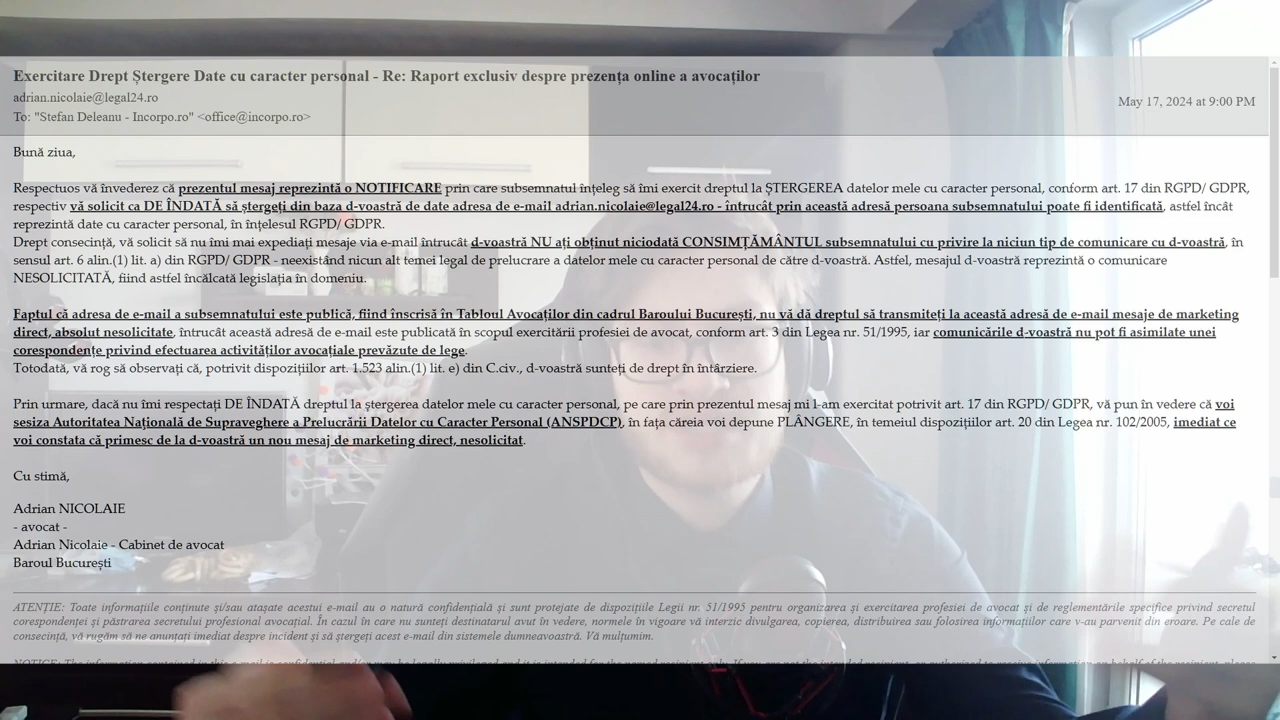 Exercitare Drept Ștergere Date cu caracter personal - Re: Raport exclusiv despre prezența online a avocaților
adrian.nicolaie@legal24.ro
May 17, 2024 at 9:00 PM
To: "Stefan Deleanu - Incorpo.ro" <office@incorpo.ro>
Bună ziua,
Respectuos vă învederez că prezentul mesaj reprezintă o NOTIFICARE prin care subsemnatul înțeleg să îmi exercit dreptul la ȘTERGEREA datelor mele cu caracter personal, conform art. 17 din RGPD/ GDPR,
respectiv vă solicit ca DE ÎNDATĂ să ștergeți din baza d-voastră de date adresa de e-mail adrian.nicolaie@legal24.ro - întrucât prin această adresă persoana subsemnatului poate fi identificată, astfel încât
reprezintă date cu caracter personal, în înțelesul RGPD/ GDPR.
Drept consecință, vă solicit să nu îmi mai expediați mesaje via e-mail întrucât d-voastră NU ați obținut niciodată CONSIMȚĂMÂNTUL subsemnatului cu privire la niciun tip de comunicare cu d-voastră, în
sensul art. 6 alin.(1) lit. a) din RGPD/ GDPR - neexistând nicun alt temei legal de prelucrare a datelor mele cu caracter personal de către d-voastră. Astfel, mesajul d-voastră reprezintă o comunicare
NESOLICITATĂ, fiind astfel încălcată legislația în domeniu.
Faptul că adresa de e-mail a subsemnatului este publică, fiind înscrisă în Tabloul Avocaților din cadrul Baroului București, nu vă dă dreptul să transmiteți la această adresă de e-mail mesaje de marketing
direct, absolut nesolicitate, întrucât această adresă de e-mail este publicată în scopul exercitării profesiei de avocat, conform art. 3 din Legea nr. 51/1995, iar comunicările d-voastră nu pot fi asimilate unei
corespondențe privind efectuarea activităților avocațiale prevăzute de lege.
Totodată, vă rog să observați că, potrivit dispozițiilor art. 1.523 alin.(1) lit. e) din C.civ., d-voastră sunteți de drept în întârziere.
Prin urmare, dacă nu îmi respectați DE ÎNDATĂ dreptul la ștergerea datelor mele cu caracter personal, pe care prin prezentul mesaj mi l-am exercitat potrivit art. 17 din RGPD/ GDPR, vă pun în vedere că voi
sesiza Autoritatea Națională de Supraveghere a Prelucrării Datelor cu Caracter Personal (ANSPDCP), în fața căreia voi depune PLÂNGERE, în temeiul dispozițiilor art. 20 din Legea nr. 102/2005, imediat ce
voi constata că primesc de la d-voastră un nou mesaj de marketing direct, nesolicitat.
Cu stimă,
Adrian NICOLAIE
- avocat -
Adrian Nicolaie - Cabinet de avocat
Baroul București
ATENȚIE: Toate informațiile conținute și/sau atașate acestui e-mail au o natură confidențială și sunt protejate de dispozițiile Legii nr. 51/1995 pentru organizarea și exercitarea profesiei de avocat și de reglementările specifice privind secretul
corespondenței și păstrarea secretului profesional avocațial. În cazul în care nu sunteți destinatarul avut în vedere, normele în vigoare vă interzic divulgarea, copierea, distribuirea sau folosirea informațiilor care v-au parvenit din eroare. Pe cale de
consecință, vă rugăm să ne anunțați imediat despre incident și să ștergeți acest e-mail din sistemele dumneavoastră. Vă mulțumim.